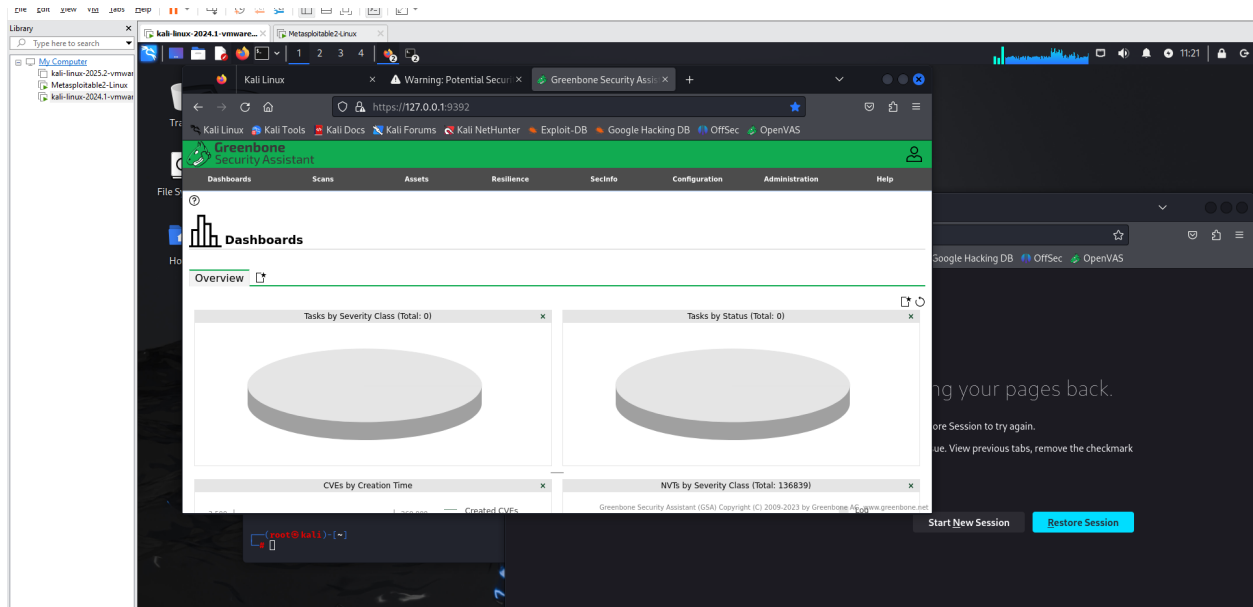 File Edit View VM Tabs Help
Library
Type here to search
My Computer
kali-linux-2025.2-vmwar
Metasploitable2-Linux
kali-linux-2024.1-vmwar
kali-linux-2024.1-vmware...
Metasploitable2-Linux
1 2 3 4
2
11:21
Kali Linux
Warning: Potential Securi
Greenbone Security Assis
https://127.0.0.1:9392
Kali Linux Kali Tools Kali Docs Kali Forums Kali NetHunter Exploit-DB Google Hacking DB OffSec OpenVAS
Greenbone
Security Assistant
Dashboards Scans Assets Resilience SecInfo Configuration Administration Help
Dashboards
Overview
Tasks by Severity Class (Total: 0)
Tasks by Status (Total: 0)
CVEs by Creation Time
NVTs by Severity Class (Total: 136839)
Created CVEs
Log
Greenbone Security Assistant (GSA) Copyright (C) 2009-2023 by Greenbone AG, www.greenbone.net
Tra
File S
Ho
Google Hacking DB OffSec OpenVAS
ng your pages back.
ore Session to try again.
ue. View previous tabs, remove the checkmark
Start New Session
Restore Session
(root㉿kali)-[~]
#